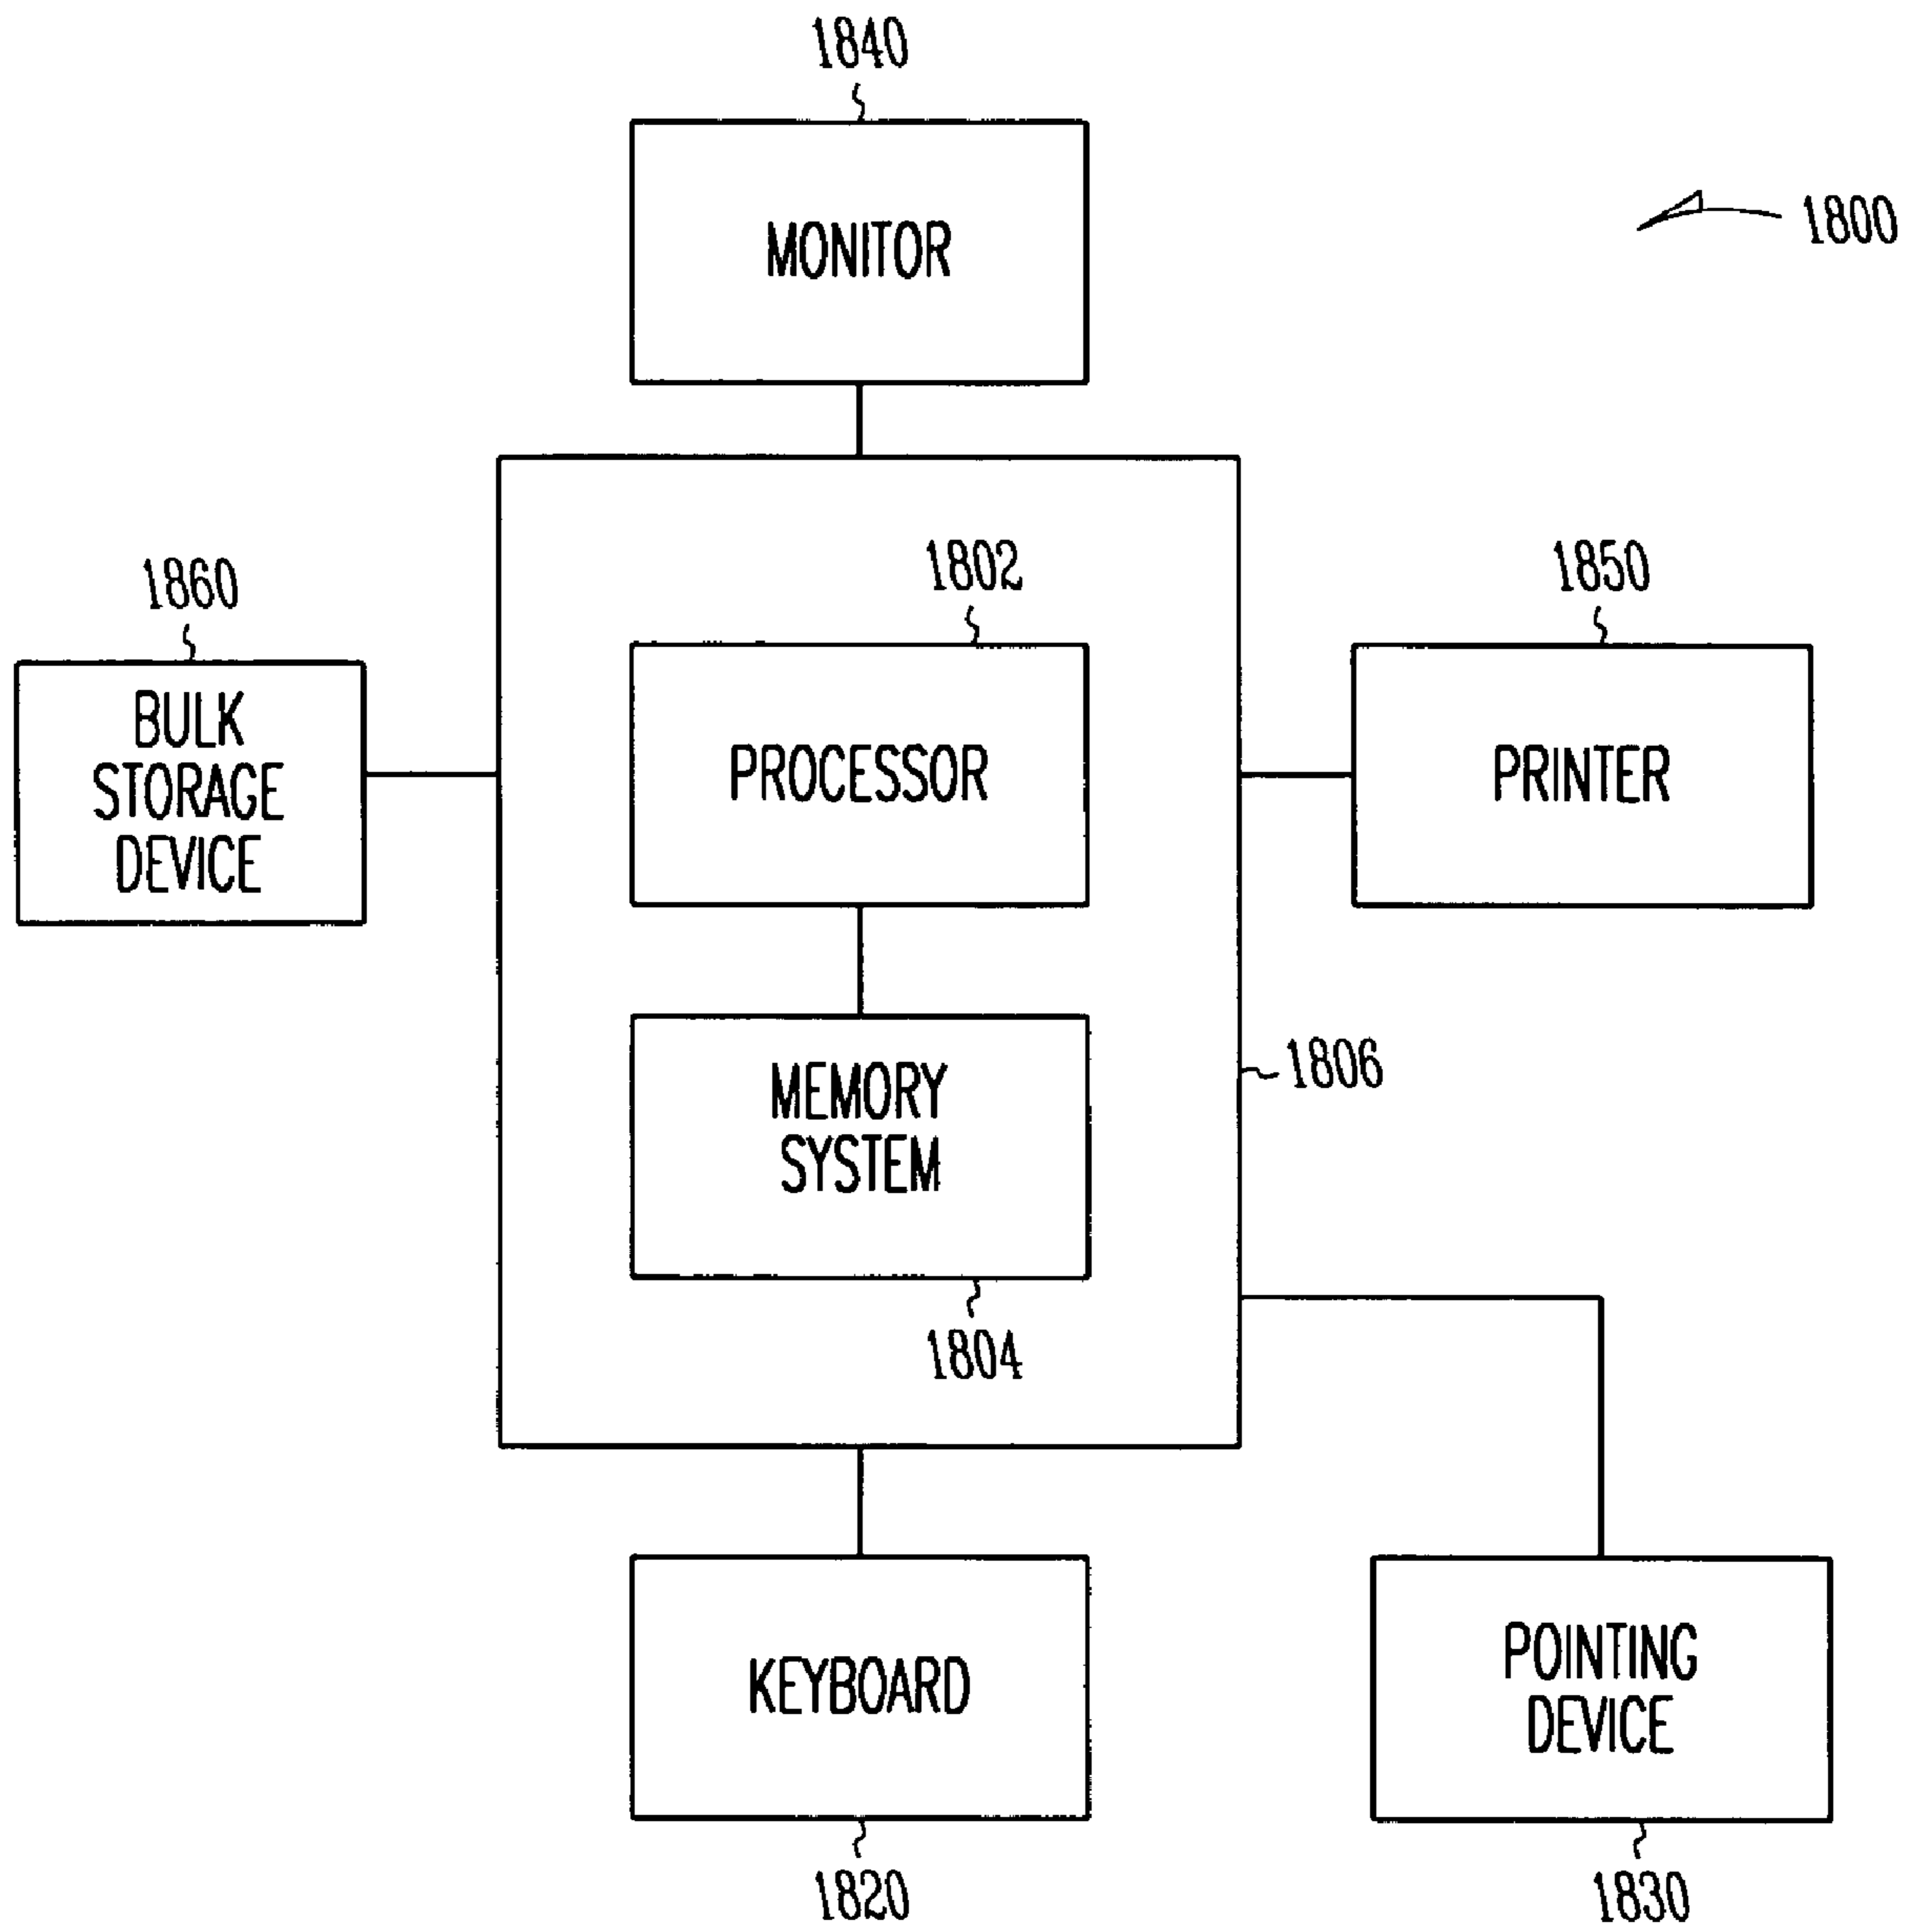 1840
MONITOR
1800
1860
BULK
STORAGE
DEVICE
1802
PROCESSOR
1850
PRINTER
MEMORY
SYSTEM
1806
1804
KEYBOARD
1820
POINTING
DEVICE
1830